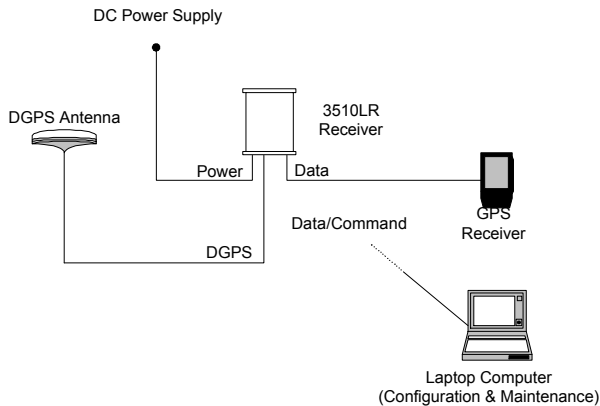 DC Power Supply
DGPS Antenna
3510LR
Receiver
Power
Data
GPS
Receiver
Data/Command
DGPS
Laptop Computer
(Configuration & Maintenance)